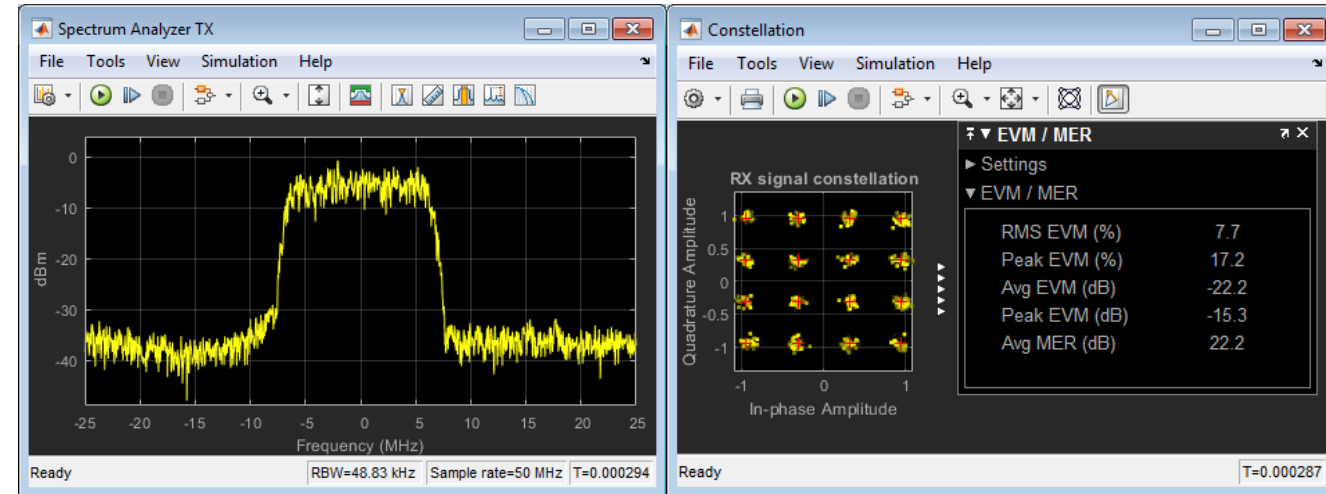 Spectrum Analyzer TX
File Tools View Simulation Help
dBm
0
-10
-20
-30
-40
-25 -20 -15 -10 -5 0 5 10 15 20 25
Frequency (MHz)
Ready RBW=48.83 kHz Sample rate=50 MHz T=0.000294
Constellation
File Tools View Simulation Help
RX signal constellation
Quadrature Amplitude
1
0.5
0
-0.5
-1
-1 0 1
In-phase Amplitude
EVM / MER
Settings
EVM / MER
RMS EVM (%) 7.7
Peak EVM (%) 17.2
Avg EVM (dB) -22.2
Peak EVM (dB) -15.3
Avg MER (dB) 22.2
Ready T=0.000287